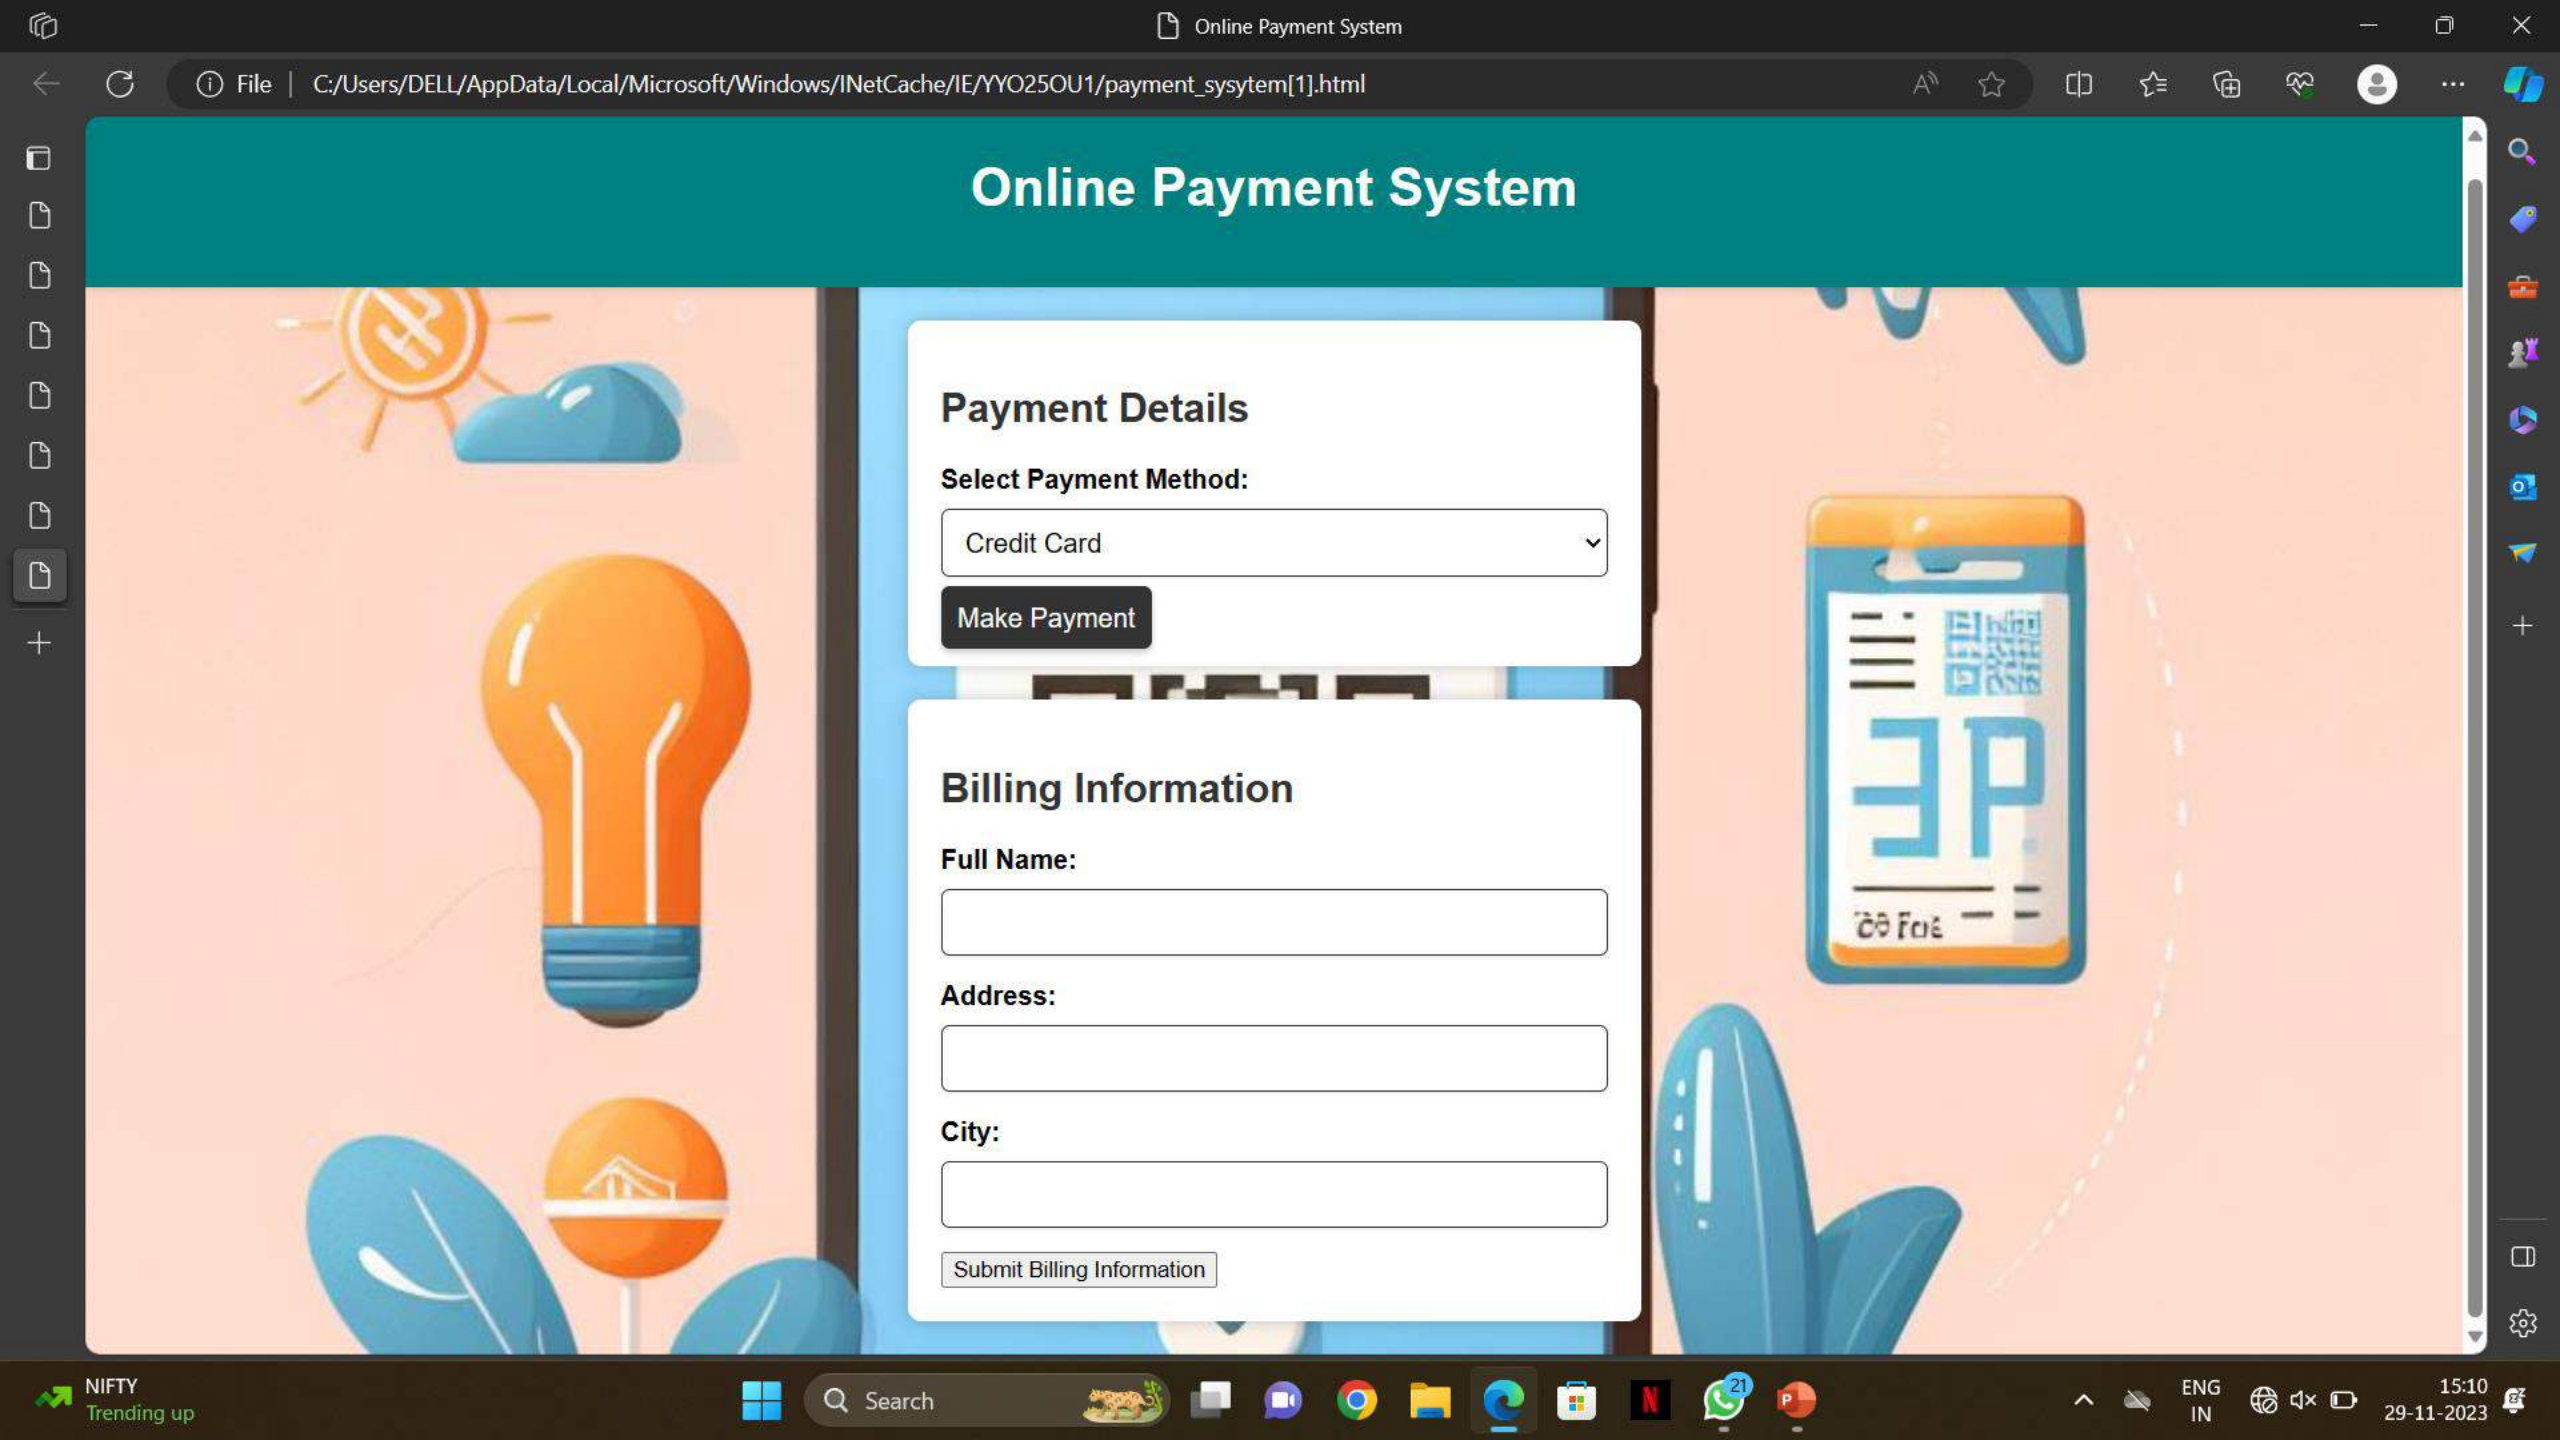 Online Payment System
File
C:/Users/DELL/AppData/Local/Microsoft/Windows/INetCache/IE/YYO25OU1/payment_sysytem[1].html
Online Payment System
Payment Details
Select Payment Method:
Credit Card
Make Payment
Billing Information
Full Name:
Address:
City:
Submit Billing Information
NIFTY
Trending up
Search
21
ENG
IN
15:10
29-11-2023